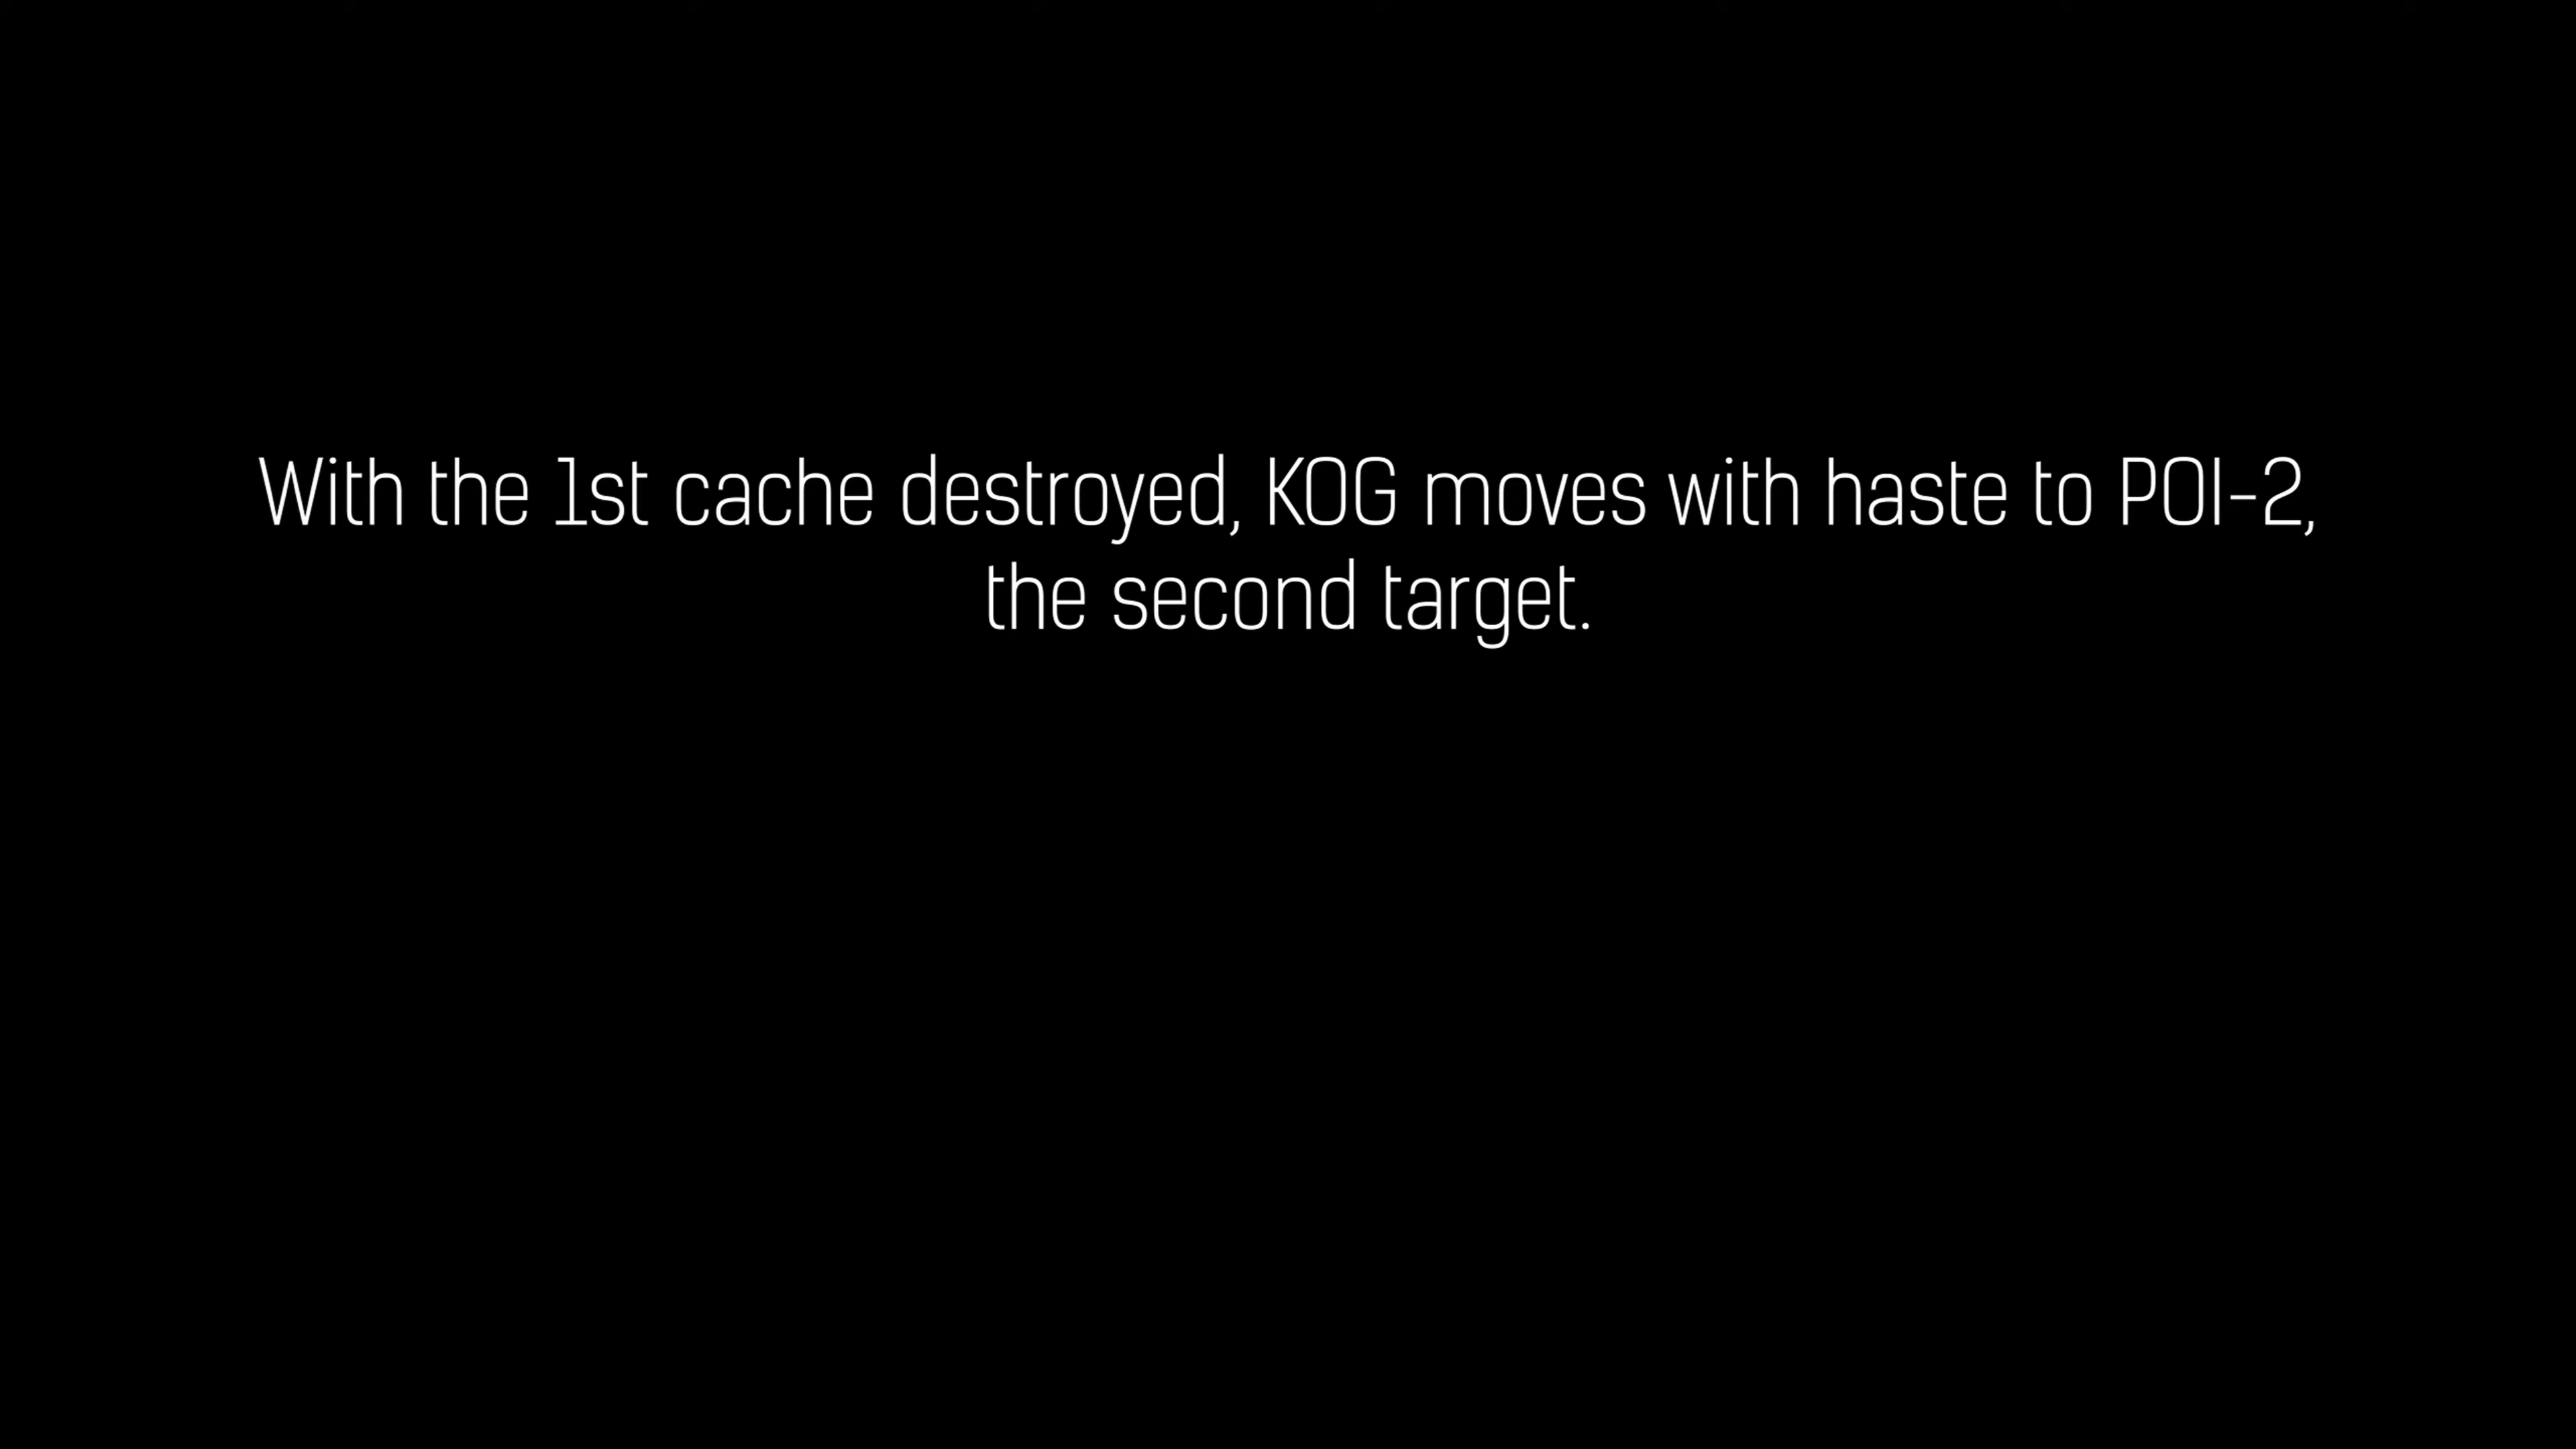 With the 1st cache destroyed, KOG moves with haste to POI-2,
the second target.